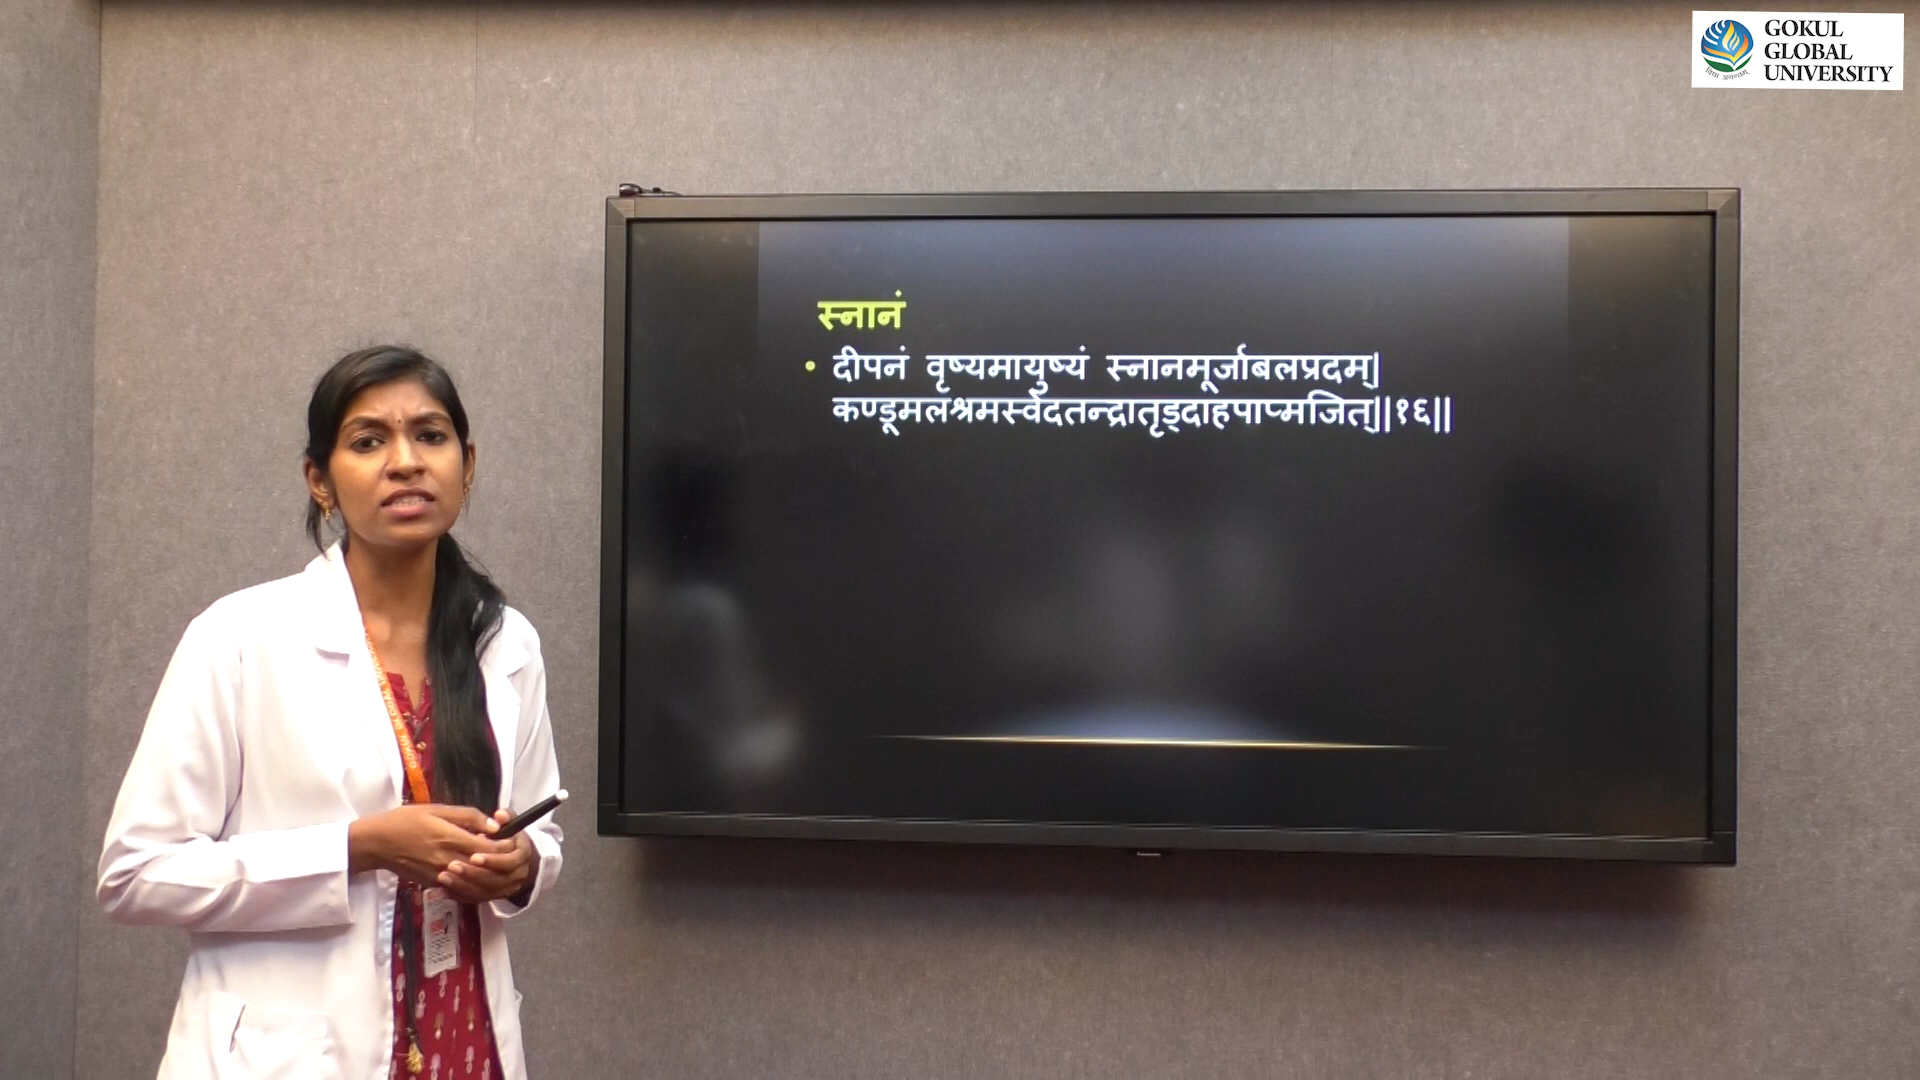 GOKUL
GLOBAL
UNIVERSITY
स्नानं
• दीपनं वृष्यमायुष्यं स्नानमूर्जाबलप्रदम्|
कण्डूमलश्रमस्वेदतन्द्रातृड्दाहपाप्मजित्||१६||